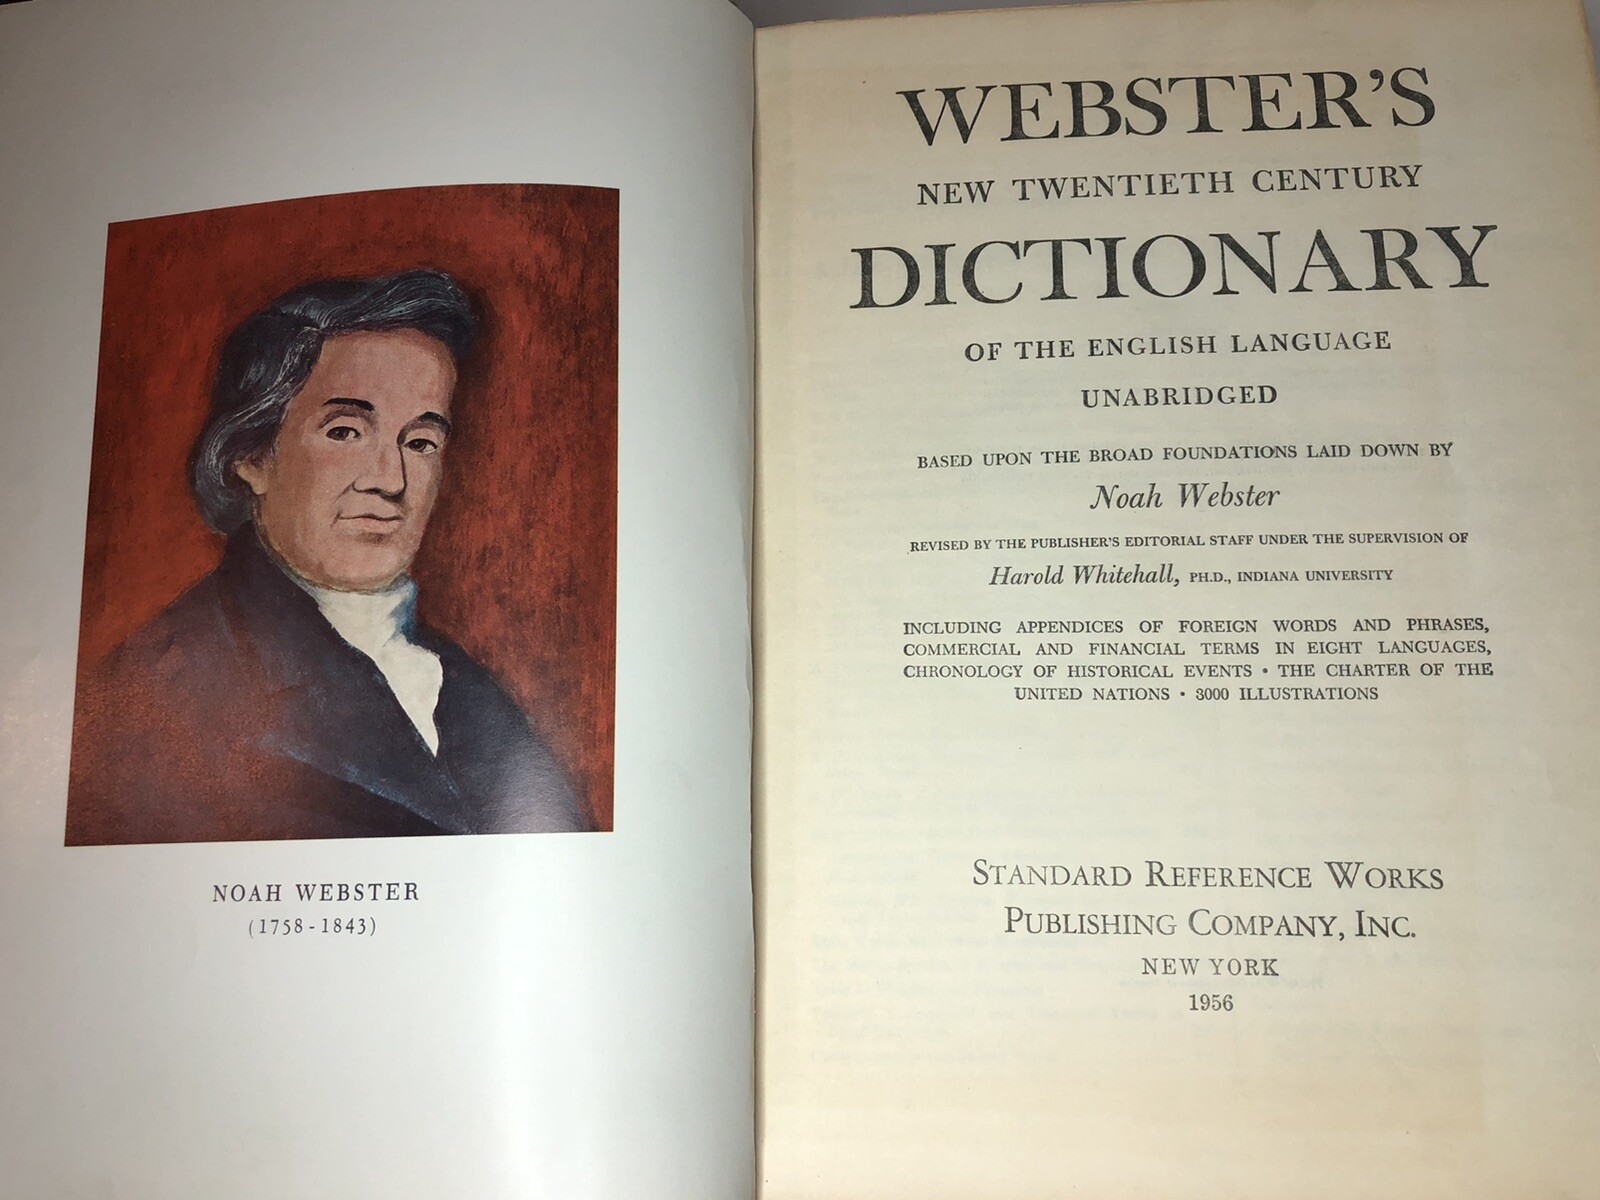 NOAH WEBSTER
(1758-1843)
WEBSTER'S
NEW TWENTIETH CENTURY
DICTIONARY
OF THE ENGLISH LANGUAGE
UNABRIDGED
BASED UPON THE BROAD FOUNDATIONS LAID DOWN BY
Noah Webster
REVISED BY THE PUBLISHER'S EDITORIAL STAFF UNDER THE SUPERVISION OF
Harold Whitehall, PH.D., INDIANA UNIVERSITY
INCLUDING APPENDICES OF FOREIGN WORDS AND PHRASES,
COMMERCIAL AND FINANCIAL TERMS IN EIGHT LANGUAGES,
CHRONOLOGY OF HISTORICAL EVENTS • THE CHARTER OF THE
UNITED NATIONS • 3000 ILLUSTRATIONS
STANDARD REFERENCE WORKS
PUBLISHING COMPANY, INC.
NEW YORK
1956